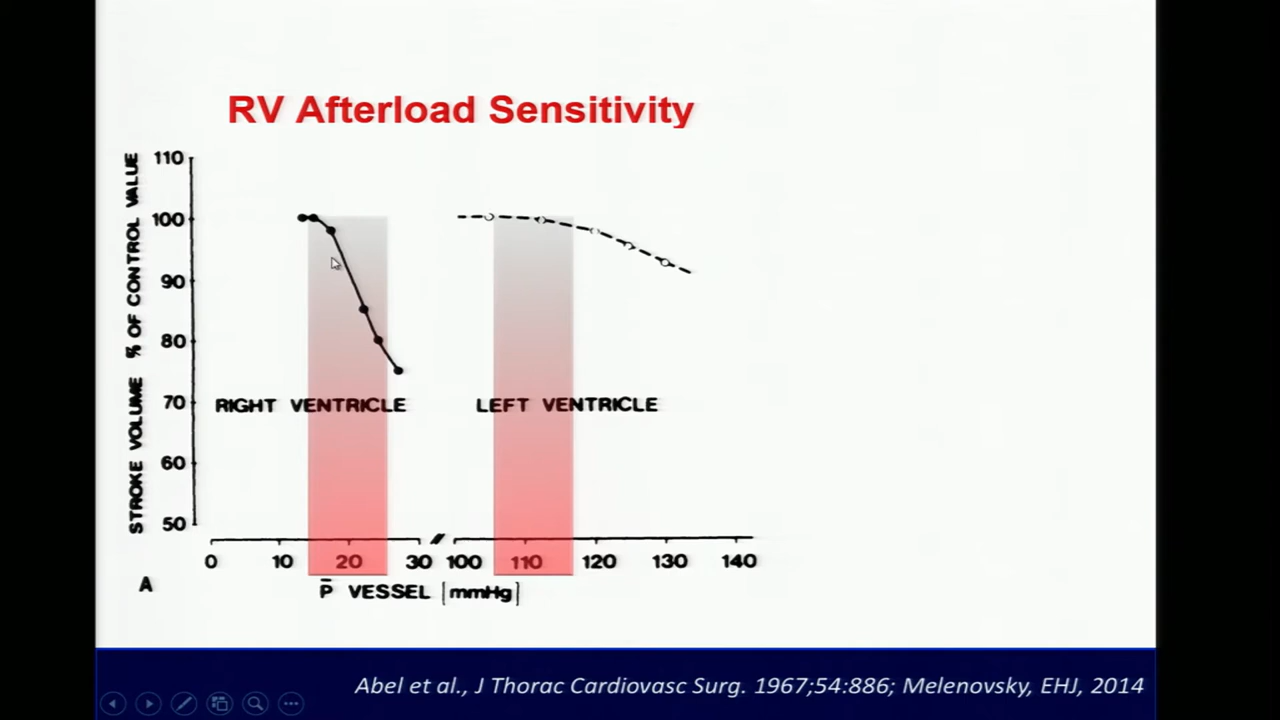 RV Afterload Sensitivity
STROKE VOLUME % OF CONTROL VALUE
110
100
90
80
70
60
50
RIGHT VENTRICLE
LEFT VENTRICLE
0 10 20 30 100 110 120 130 140
A
P̄ VESSEL [mmHg]
Abel et al., J Thorac Cardiovasc Surg. 1967;54:886; Melenovsky, EHJ, 2014